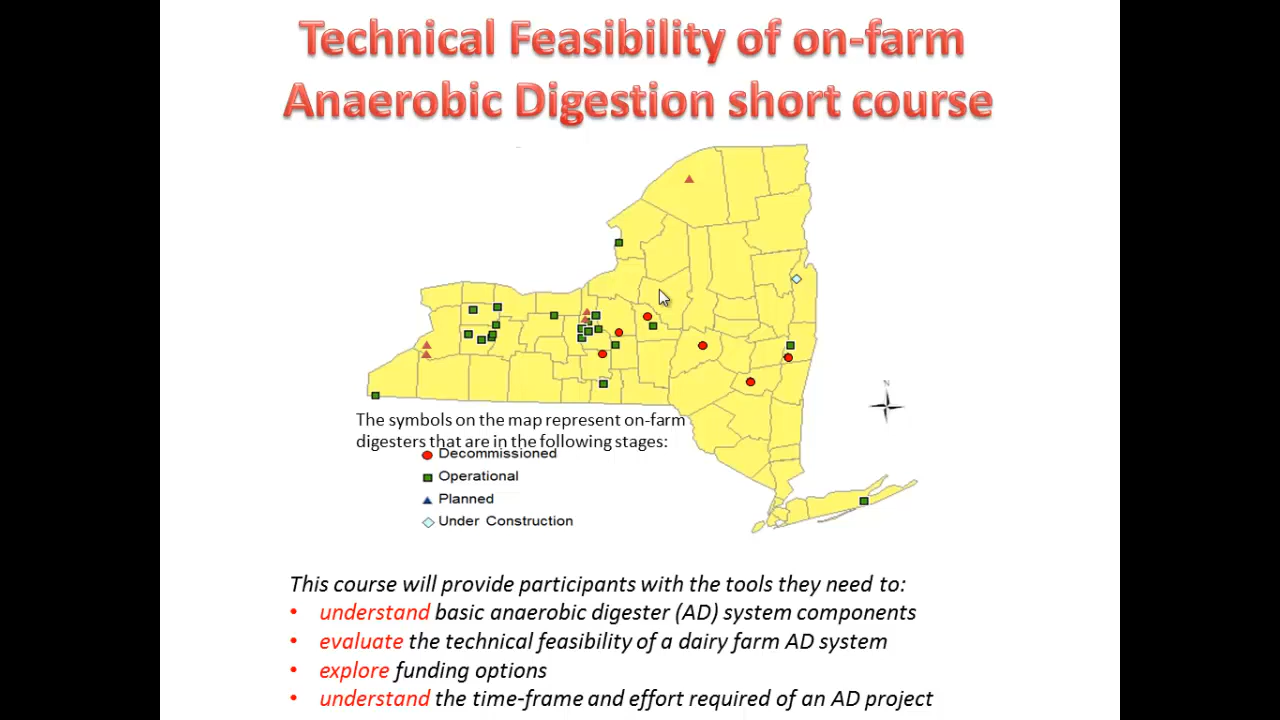 Technical Feasibility of on-farm
Anaerobic Digestion short course
N
The symbols on the map represent on-farm
digesters that are in the following stages:
Decommissioned
Operational
Planned
Under Construction
This course will provide participants with the tools they need to:
• understand basic anaerobic digester (AD) system components
• evaluate the technical feasibility of a dairy farm AD system
• explore funding options
• understand the time-frame and effort required of an AD project